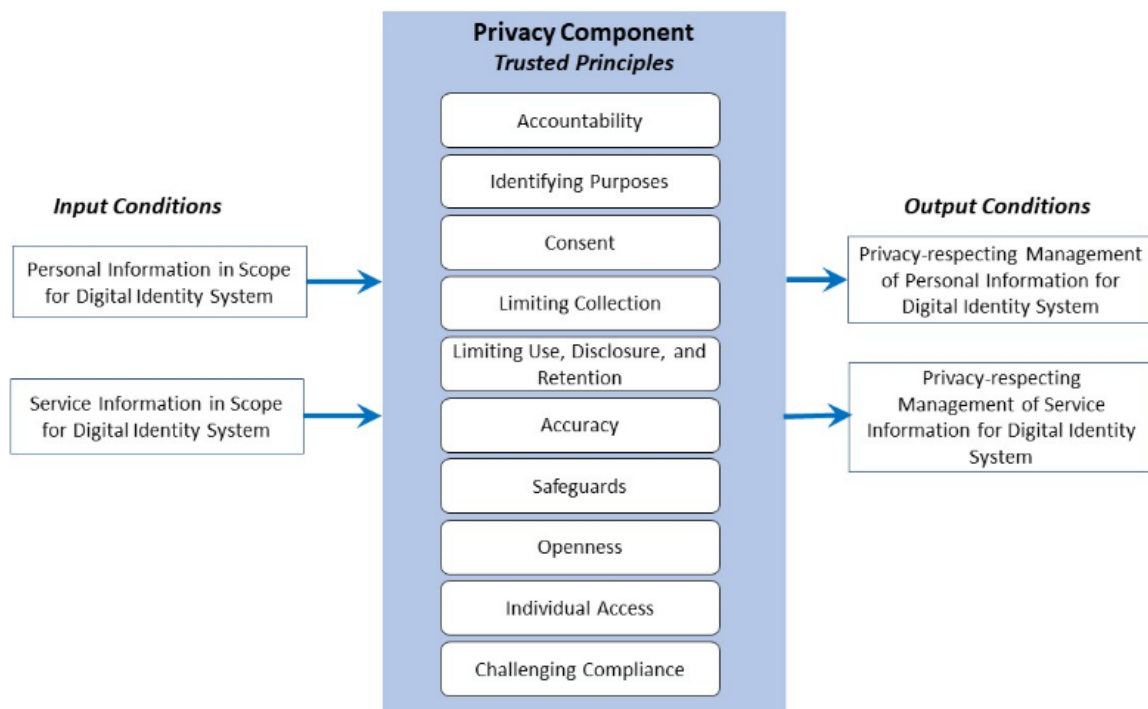 Privacy Component
Trusted Principles
Accountability
Identifying Purposes
Consent
Limiting Collection
Limiting Use, Disclosure, and
Retention
Accuracy
Safeguards
Openness
Individual Access
Challenging Compliance
Input Conditions
Personal Information in Scope
for Digital Identity System
Service Information in Scope
for Digital Identity System
Output Conditions
Privacy-respecting Management
of Personal Information for
Digital Identity System
Privacy-respecting
Management of Service
Information for Digital Identity
System